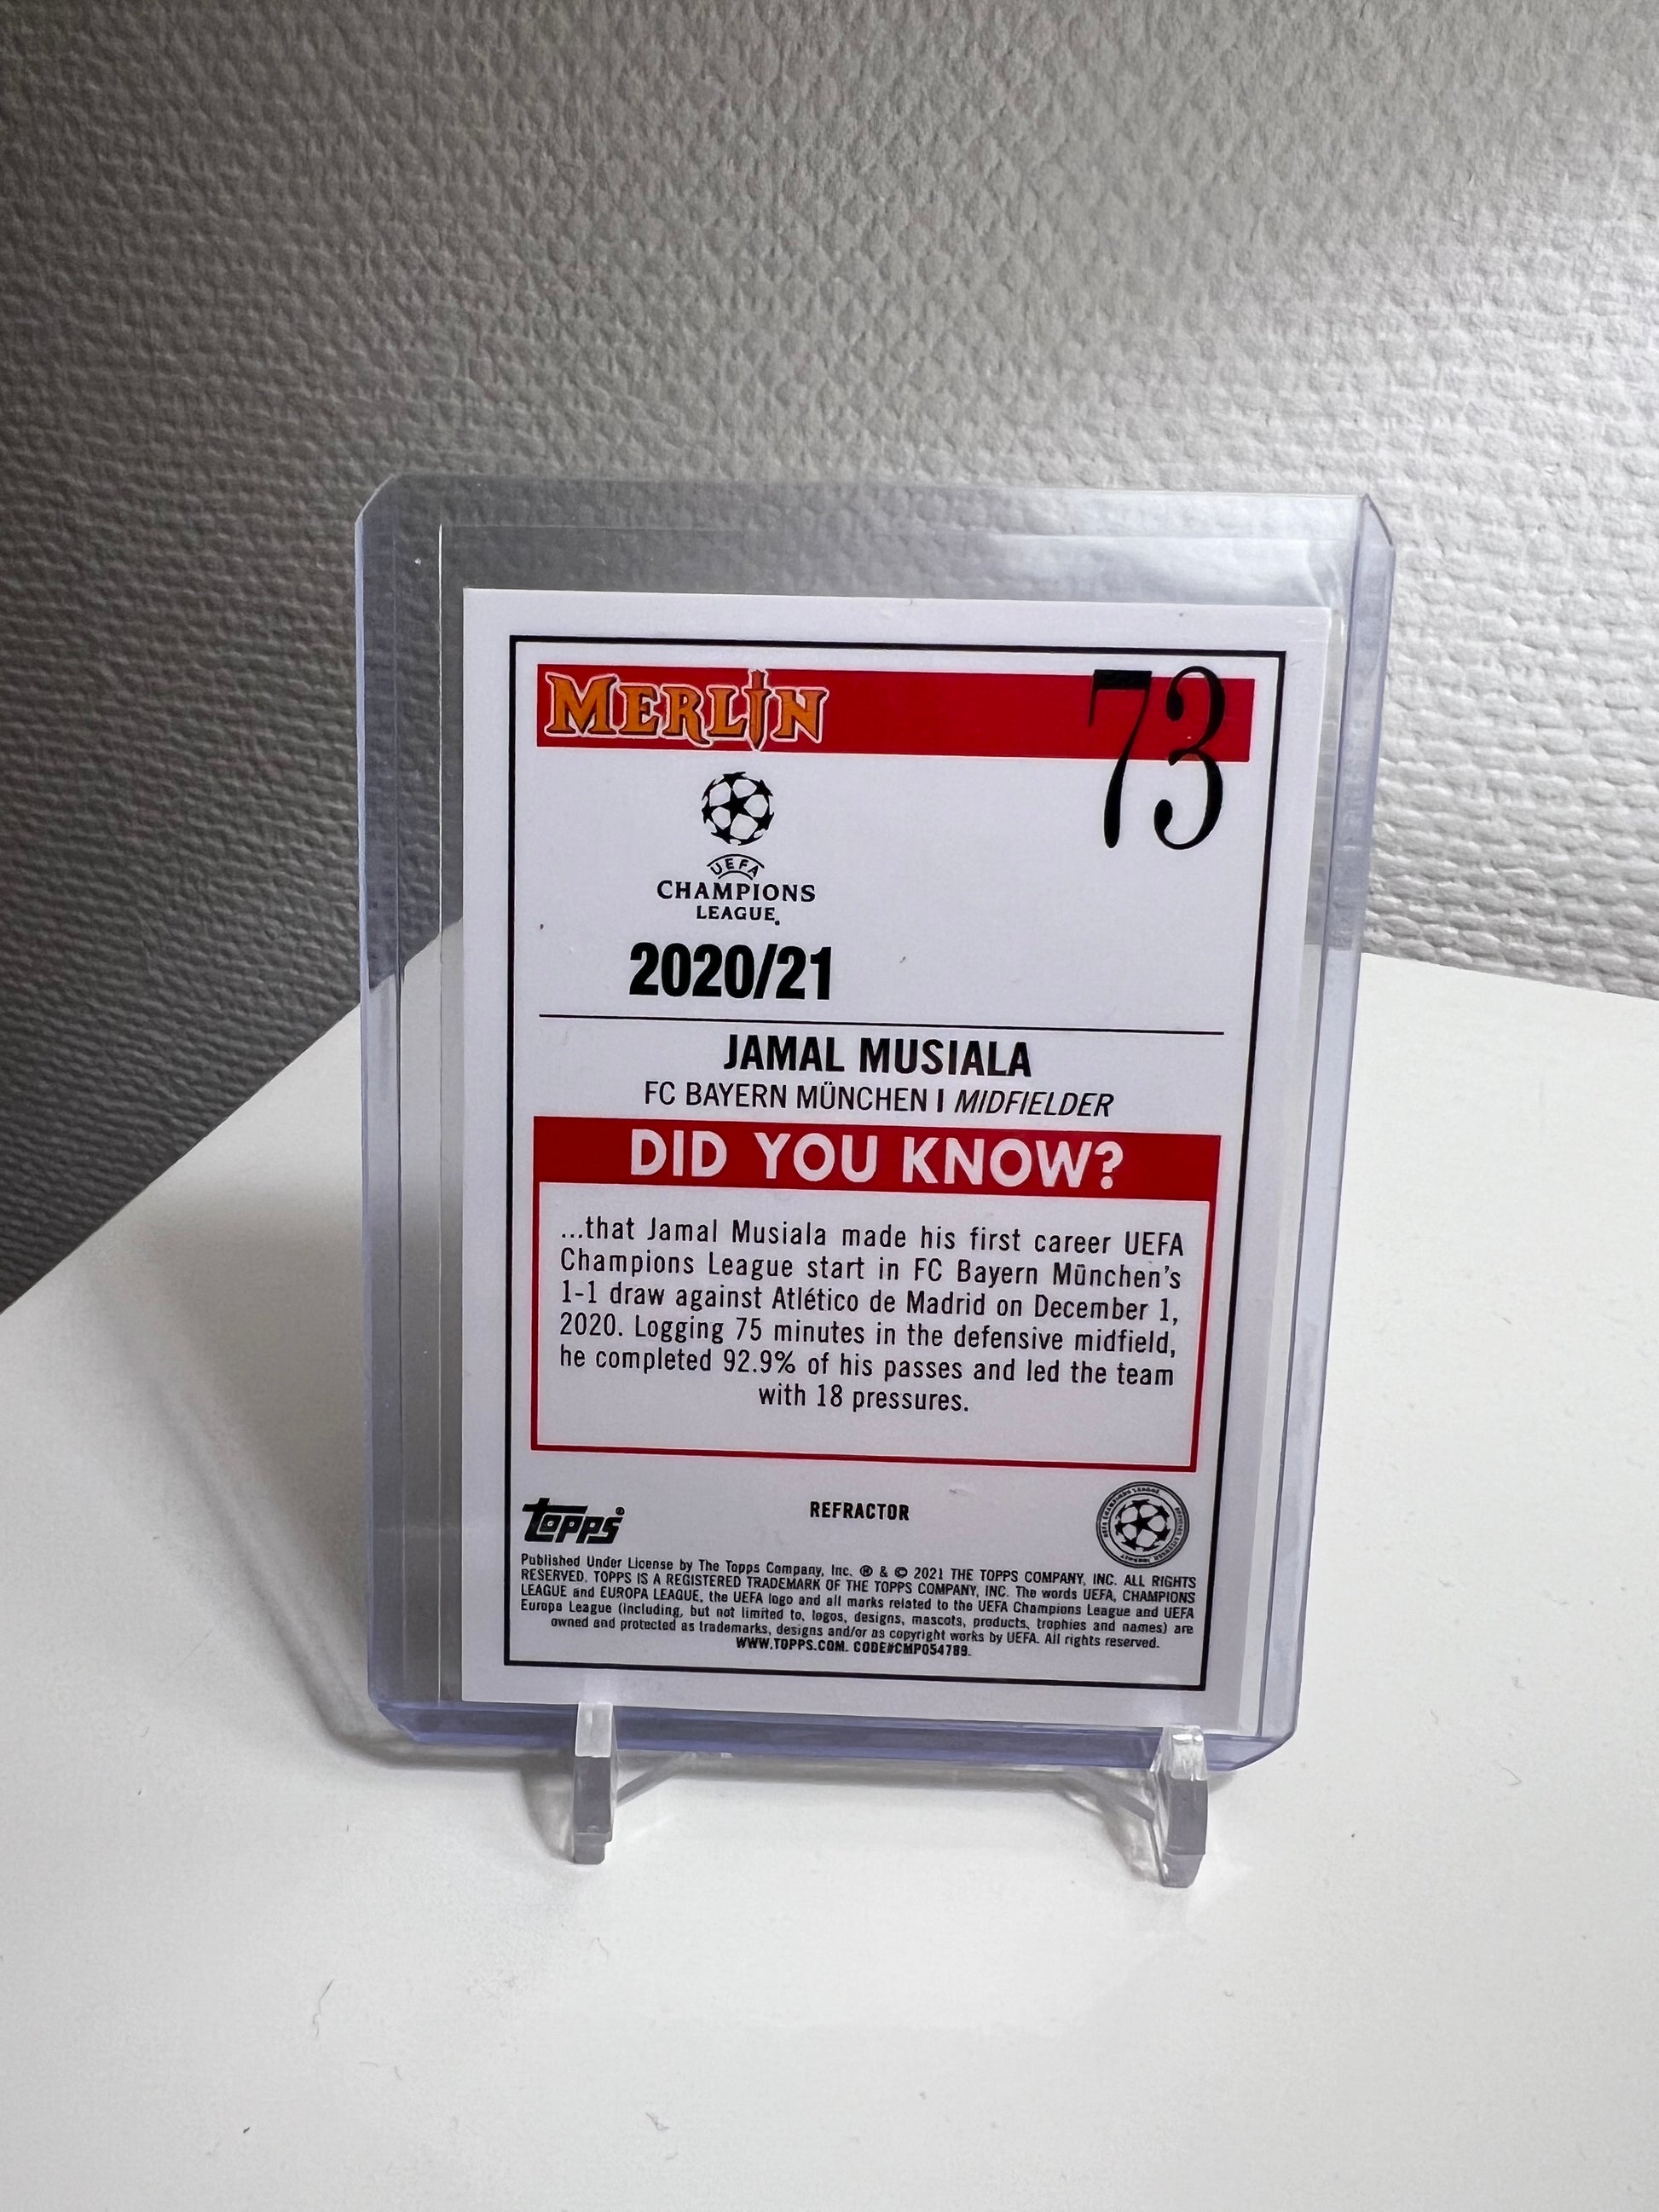 MERLIN
73
UEFA
CHAMPIONS
LEAGUE.
2020/21
JAMAL MUSIALA
FC BAYERN MÜNCHEN I MIDFIELDER
DID YOU KNOW?
...that Jamal Musiala made his first career UEFA
Champions League start in FC Bayern München's
1-1 draw against Atlético de Madrid on December 1,
2020. Logging 75 minutes in the defensive midfield,
he completed 92.9% of his passes and led the team
with 18 pressures.
topps®
REFRACTOR
Published Under License by The Topps Company, Inc. ® & © 2021 THE TOPPS COMPANY, INC. ALL RIGHTS
RESERVED. TOPPS IS A REGISTERED TRADEMARK OF THE TOPPS COMPANY, INC. The words UEFA, CHAMPIONS
LEAGUE and EUROPA LEAGUE, the UEFA logo and all marks related to the UEFA Champions League and UEFA
Europa League (including, but not limited to, logos, designs, mascots, products, trophies and names) are
owned and protected as trademarks, designs and/or as copyright works by UEFA. All rights reserved.
WWW.TOPPS.COM. CODE#CMP054789.